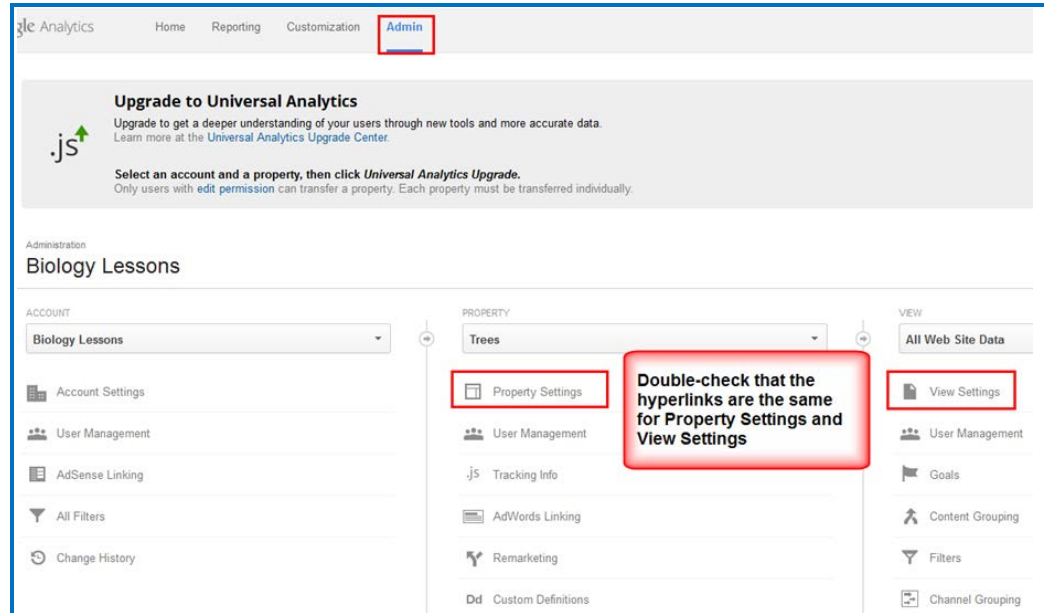 gle Analytics Home Reporting Customization Admin
Upgrade to Universal Analytics
Upgrade to get a deeper understanding of your users through new tools and more accurate data.
Learn more at the Universal Analytics Upgrade Center.
.js
Select an account and a property, then click Universal Analytics Upgrade.
Only users with edit permission can transfer a property. Each property must be transferred individually.
Administration
Biology Lessons
ACCOUNT
Biology Lessons
Account Settings
User Management
AdSense Linking
All Filters
Change History
PROPERTY
Trees
Property Settings
User Management
.js Tracking Info
AdWords Linking
Remarketing
Dd Custom Definitions
Double-check that the
hyperlinks are the same
for Property Settings and
View Settings
VIEW
All Web Site Data
View Settings
User Management
Goals
Content Grouping
Filters
Channel Grouping